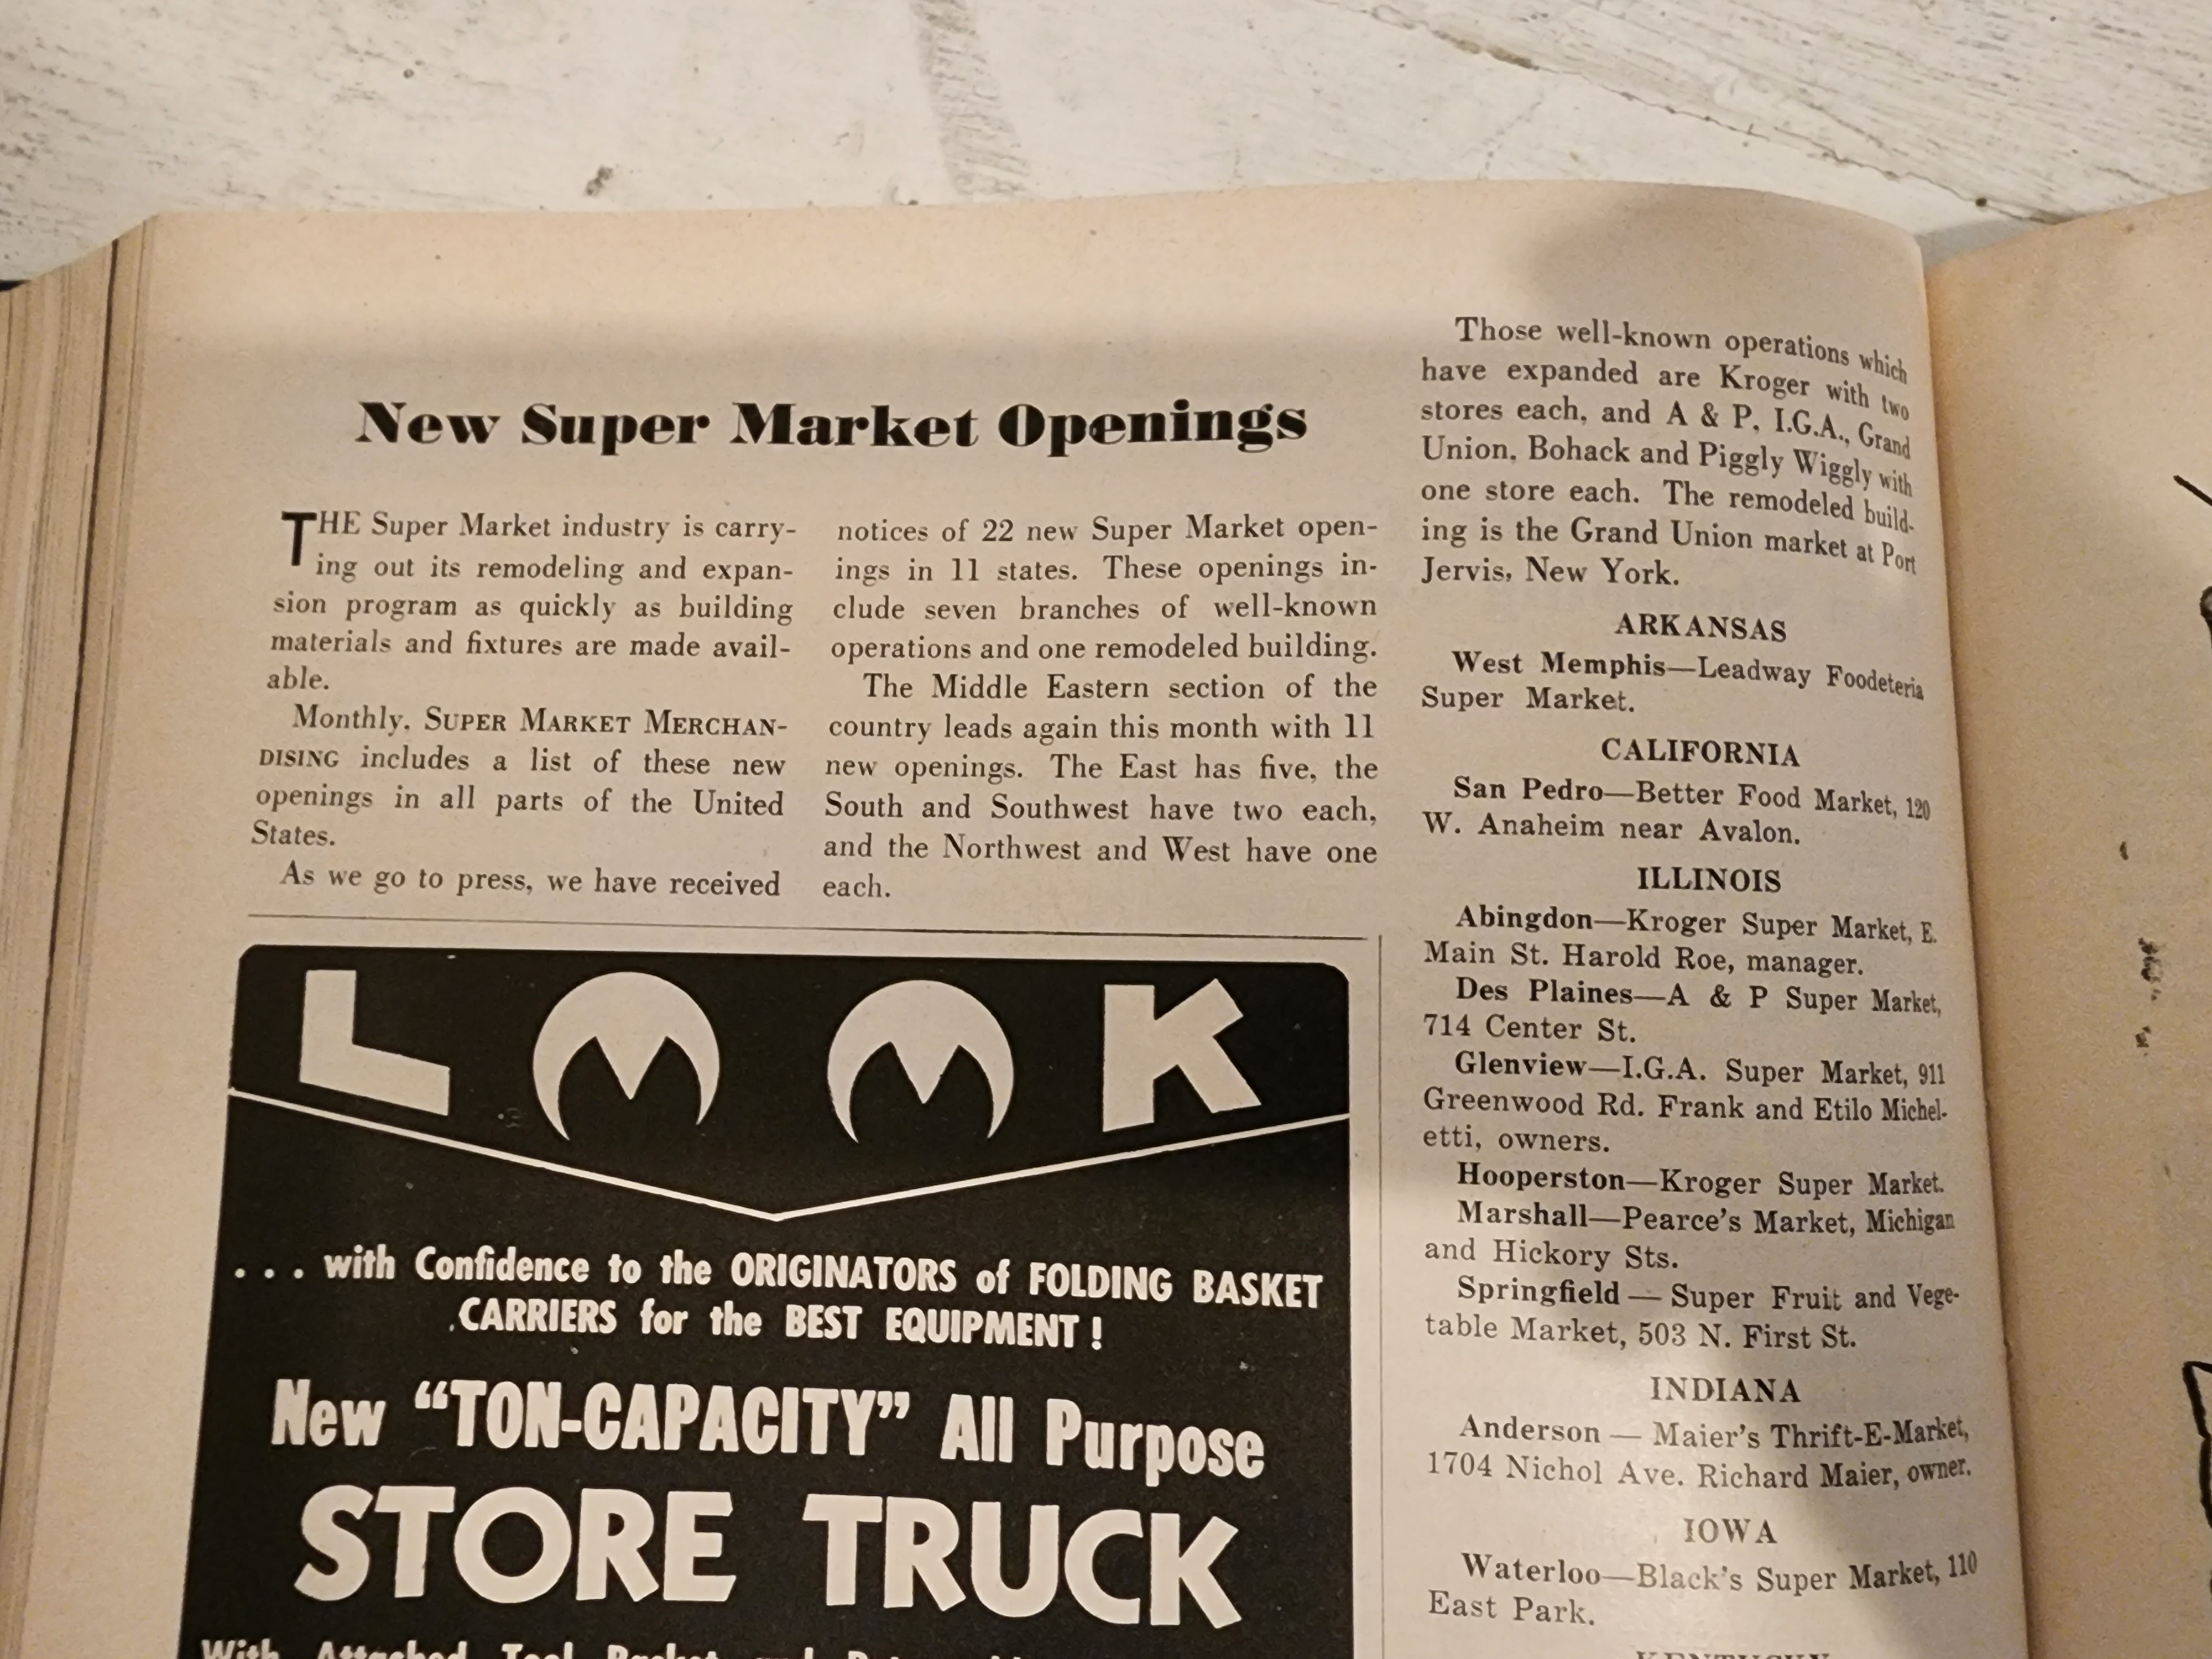 New Super Market Openings
THE Super Market industry is carry-
ing out its remodeling and expan-
sion program as quickly as building
materials and fixtures are made avail-
able.
Monthly, SUPER MARKET MERCHAN-
DISING includes a list of these new
openings in all parts of the United
States.
As we go to press, we have received
notices of 22 new Super Market open-
ings in 11 states. These openings in-
clude seven branches of well-known
operations and one remodeled building.
The Middle Eastern section of the
country leads again this month with 11
new openings. The East has five, the
South and Southwest have two each,
and the Northwest and West have one
each.
Those well-known operations which
have expanded are Kroger with two
stores each, and A & P, I.G.A., Grand
Union, Bohack and Piggly Wiggly with
one store each. The remodeled build-
ing is the Grand Union market at Port
Jervis, New York.
ARKANSAS
West Memphis—Leadway Foodeteria
Super Market.
CALIFORNIA
San Pedro—Better Food Market, 120
W. Anaheim near Avalon.
ILLINOIS
Abingdon—Kroger Super Market, E.
Main St. Harold Roe, manager.
Des Plaines—A & P Super Market,
714 Center St.
Glenview—I.G.A. Super Market, 911
Greenwood Rd. Frank and Etilo Michel-
etti, owners.
Hooperston—Kroger Super Market.
Marshall—Pearce's Market, Michigan
and Hickory Sts.
Springfield — Super Fruit and Vege-
table Market, 503 N. First St.
INDIANA
Anderson — Maier's Thrift-E-Market,
1704 Nichol Ave. Richard Maier, owner.
IOWA
Waterloo—Black's Super Market, 110
East Park.
KENTUCKY
LOOK
. . . with Confidence to the ORIGINATORS of FOLDING BASKET
CARRIERS for the BEST EQUIPMENT !
New "TON-CAPACITY" All Purpose
STORE TRUCK
With Attached Tool Basket and